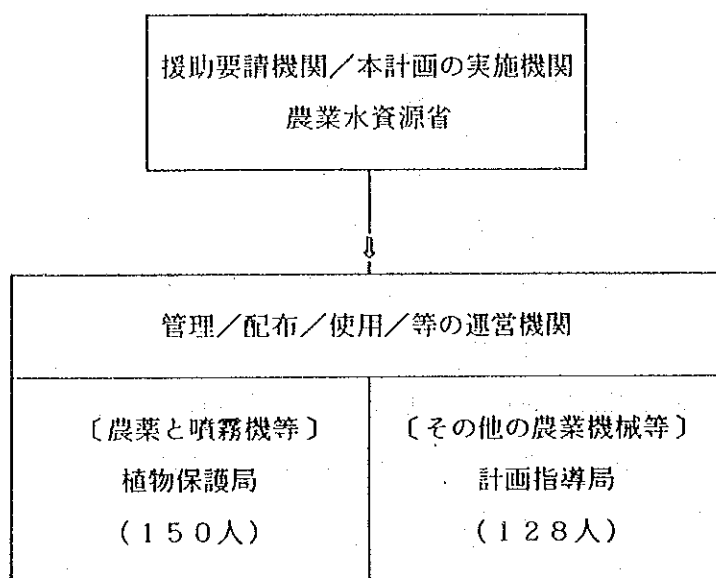 援助要請機関／本計画の実施機関
農業水資源省
⇩
管理／配布／使用／等の運営機関
〔農薬と噴霧機等〕
植物保護局
（１５０人）
〔その他の農業機械等〕
計画指導局
（１２８人）